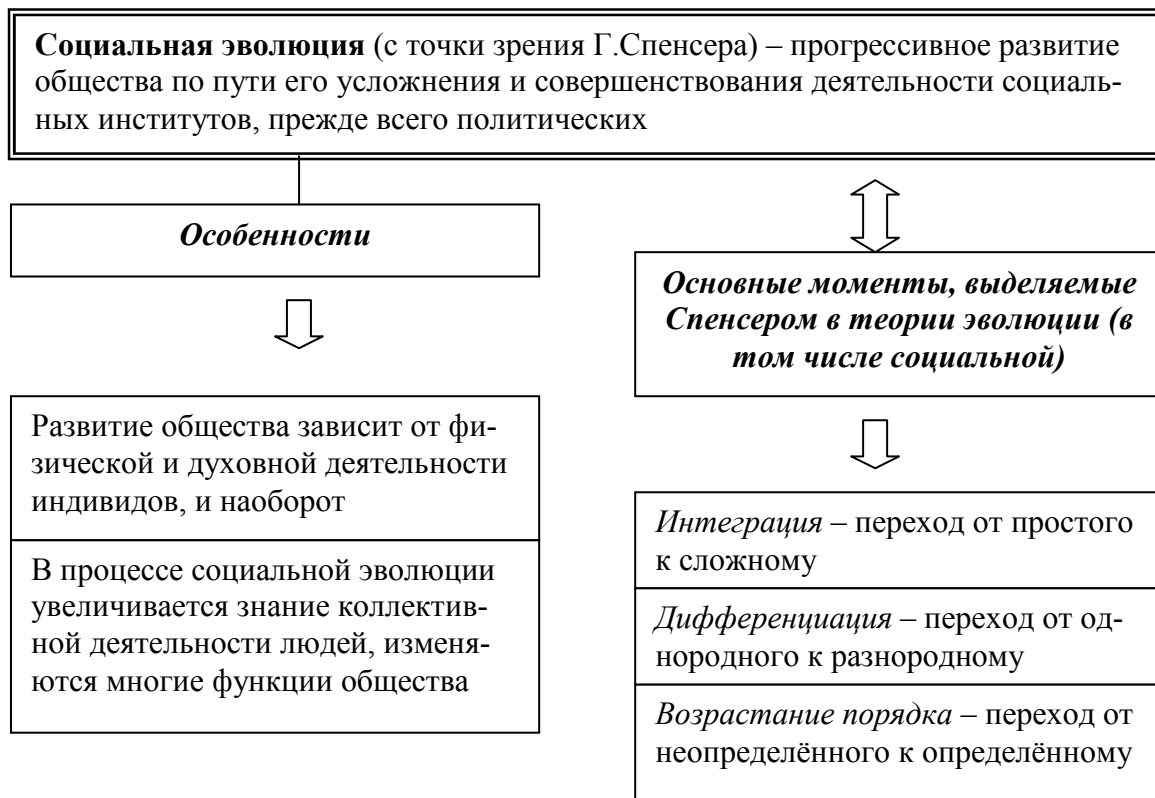 Социальная эволюция (с точки зрения Г.Спенсера) – прогрессивное развитие
общества по пути его усложнения и совершенствования деятельности социаль-
ных институтов, прежде всего политических
Особенности
Развитие общества зависит от фи-
зической и духовной деятельности
индивидов, и наоборот
В процессе социальной эволюции
увеличивается знание коллектив-
ной деятельности людей, изменя-
ются многие функции общества
Основные моменты, выделяемые
Спенсером в теории эволюции (в
том числе социальной)
Интеграция – переход от простого
к сложному
Дифференциация – переход от од-
нородного к разнородному
Возрастание порядка – переход от
неопределённого к определённому